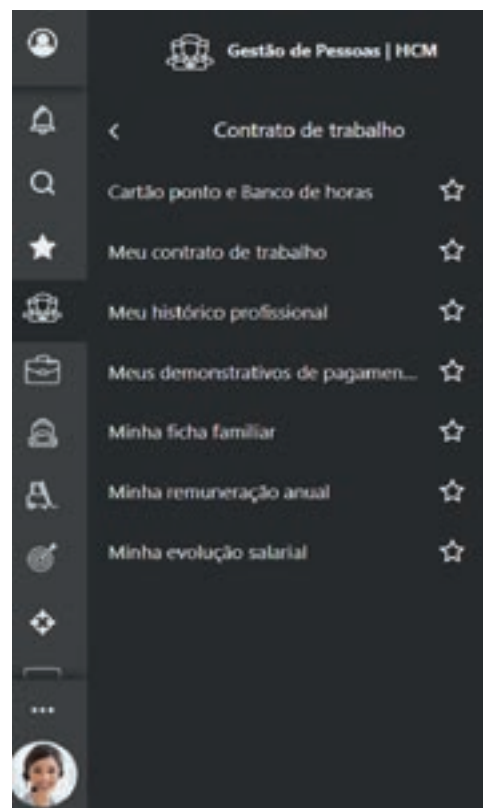 Gestão de Pessoas | HCM
Contrato de trabalho
Cartão ponto e Banco de horas
Meu contrato de trabalho
Meu histórico profissional
Meus demonstrativos de pagamen...
Minha ficha familiar
Minha remuneração anual
Minha evolução salarial